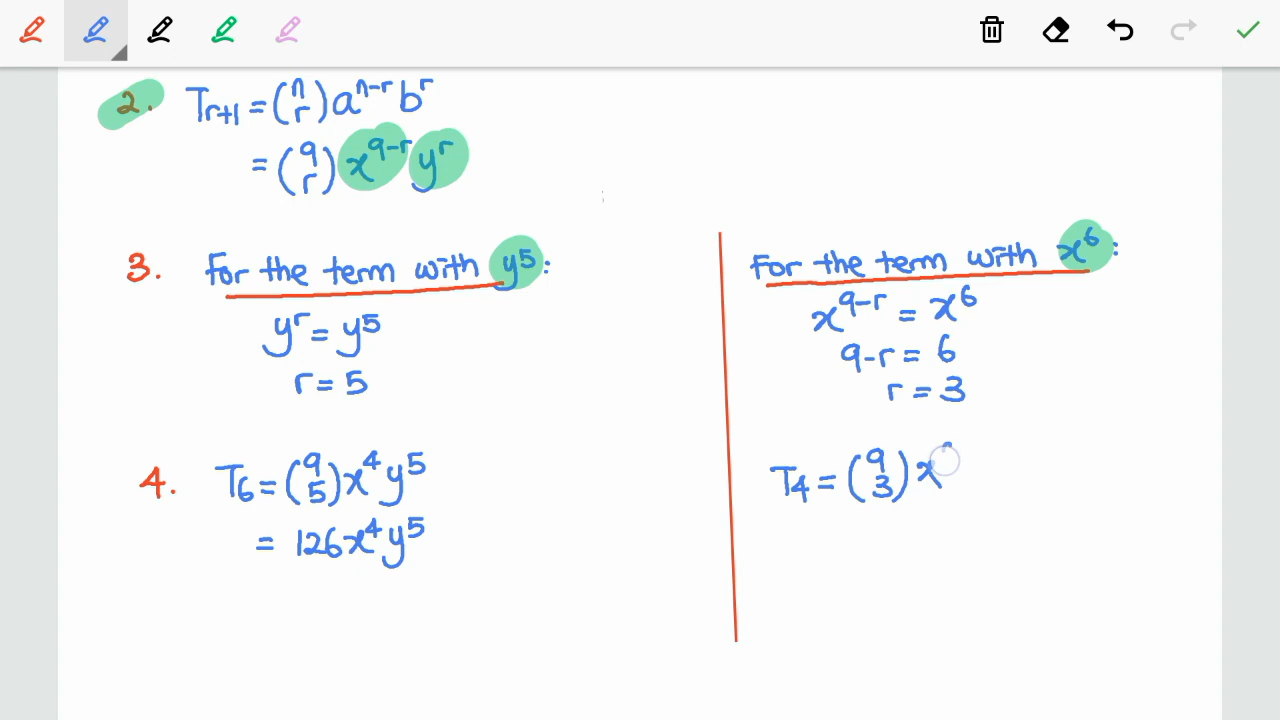 2. Tr+1 = (n r) a^n-r b^r
= (9 r) x^9-r y^r
3. For the term with y^5:
y^r = y^5
r = 5
4. T6 = (9 5) x^4 y^5
= 126x^4 y^5
For the term with x^6:
x^9-r = x^6
9-r = 6
r = 3
T4 = (9 3) x